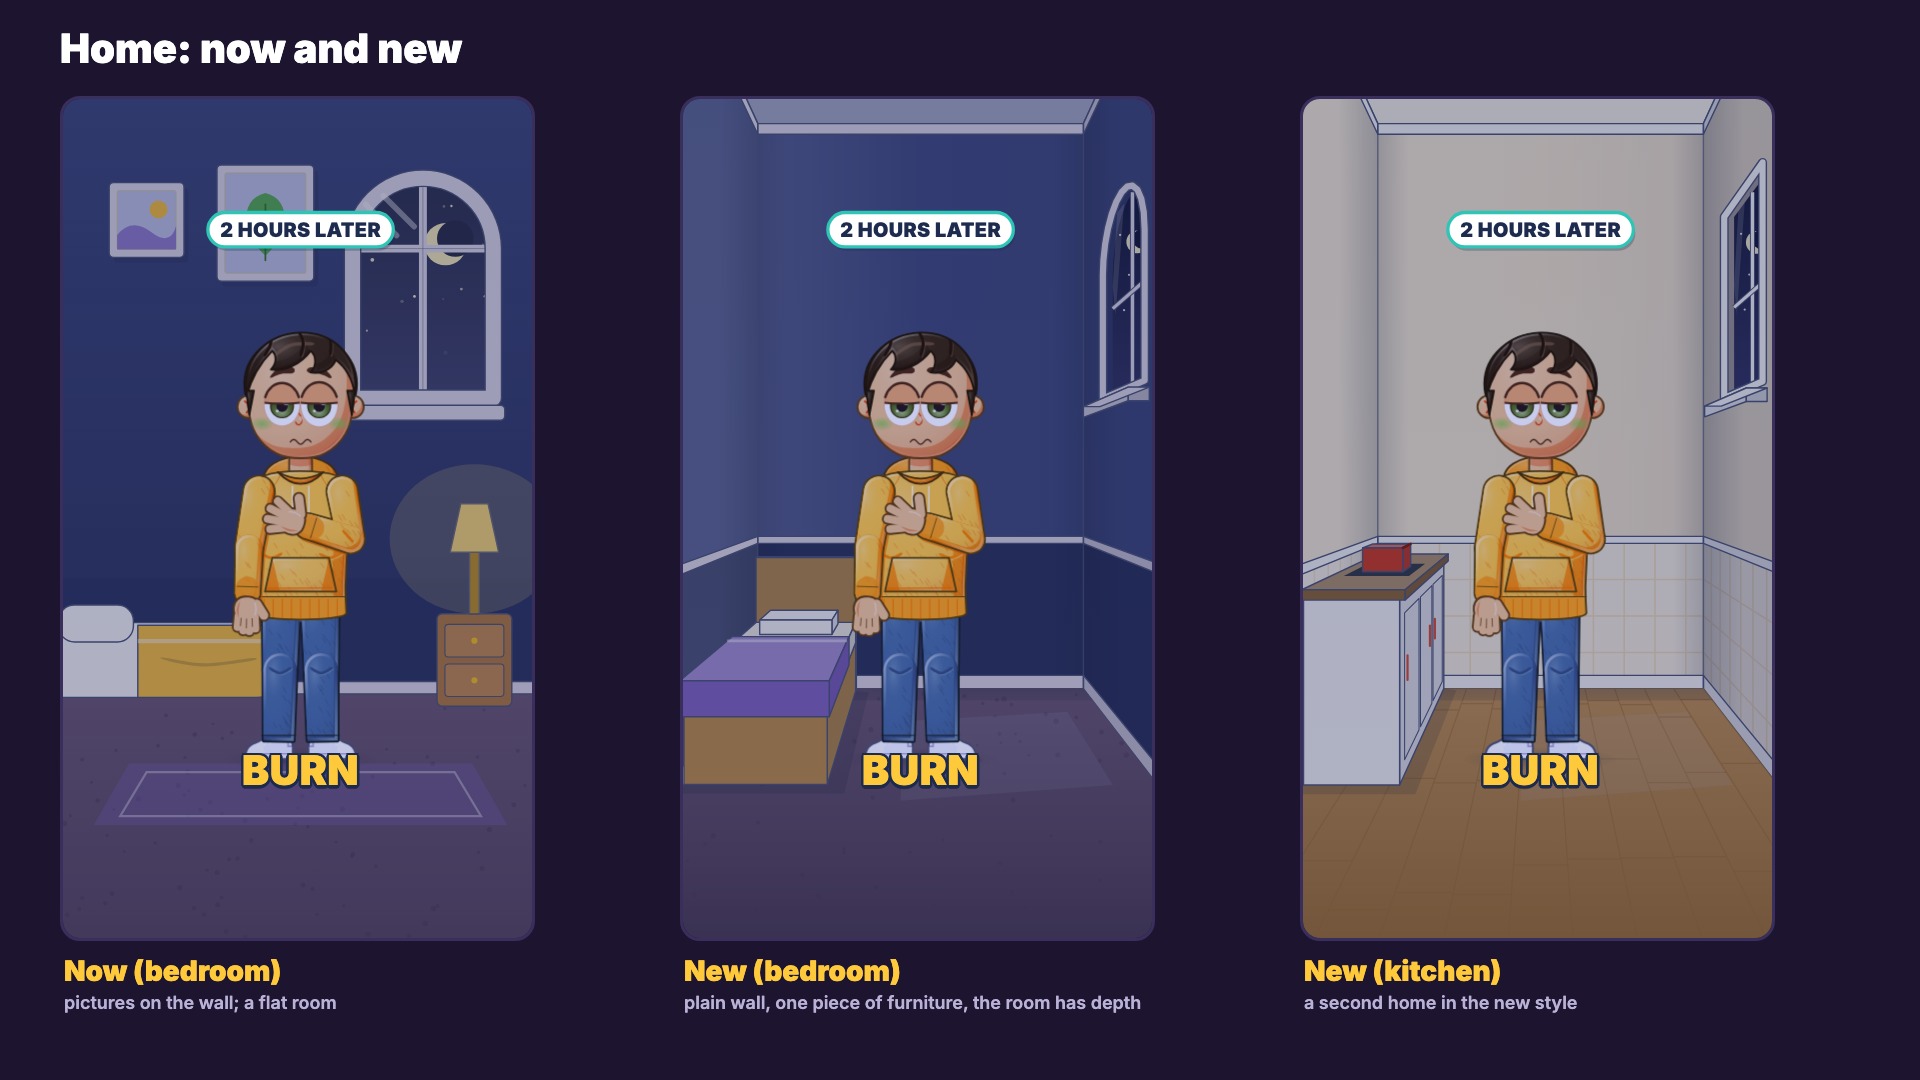 Home: now and new
2 HOURS LATER
BURN
Now (bedroom)
pictures on the wall; a flat room
2 HOURS LATER
BURN
New (bedroom)
plain wall, one piece of furniture, the room has depth
2 HOURS LATER
BURN
New (kitchen)
a second home in the new style